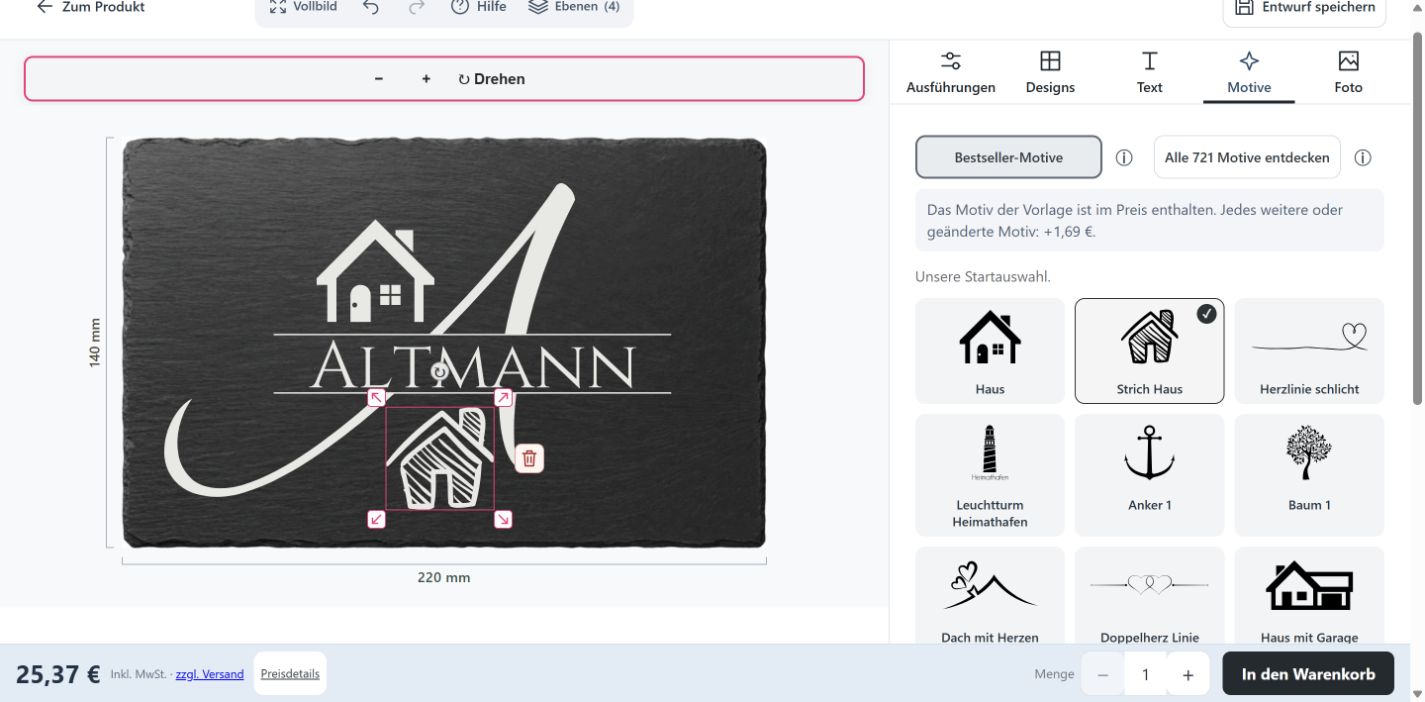 Zum Produkt
Vollbild
Hilfe
Ebenen (4)
Entwurf speichern
− + ↻ Drehen
Ausführungen
Designs
Text
Motive
Foto
Bestseller-Motive
Alle 721 Motive entdecken
Das Motiv der Vorlage ist im Preis enthalten. Jedes weitere oder
geänderte Motiv: +1,69 €.
Unsere Startauswahl.
140 mm
A
ALTMANN
220 mm
Haus
Strich Haus
Herzlinie schlicht
Heimathafen
Leuchtturm
Heimathafen
Anker 1
Baum 1
Dach mit Herzen
Doppelherz Linie
Haus mit Garage
25,37 €
Inkl. MwSt. · zzgl. Versand
Preisdetails
Menge
− 1 +
In den Warenkorb